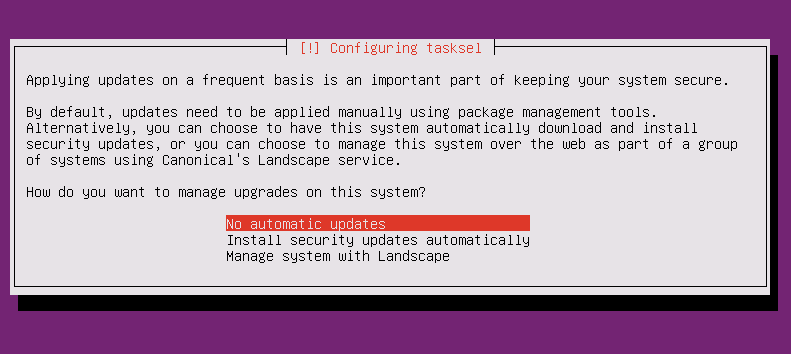 [!] Configuring tasksel
Applying updates on a frequent basis is an important part of keeping your system secure.
By default, updates need to be applied manually using package management tools.
Alternatively, you can choose to have this system automatically download and install
security updates, or you can choose to manage this system over the web as part of a group
of systems using Canonical's Landscape service.
How do you want to manage upgrades on this system?
No automatic updates
Install security updates automatically
Manage system with Landscape